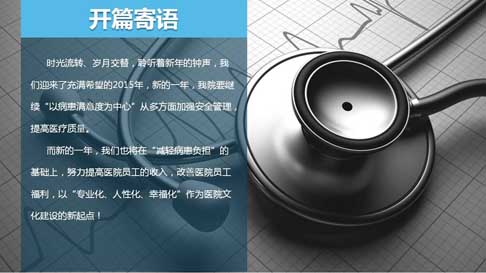 开篇寄语
时光流转、岁月交替，聆听着新年的钟声，我
们迎来了充满希望的2015年，新的一年，我院要继
续“以病患满意度为中心”从多方面加强安全管理，
提高医疗质量。
而新的一年，我们也将在“减轻病患负担”的
基础上，努力提高医院员工的收入，改善医院员工
福利，以“专业化、人性化、幸福化”作为医院文
化建设的新起点！